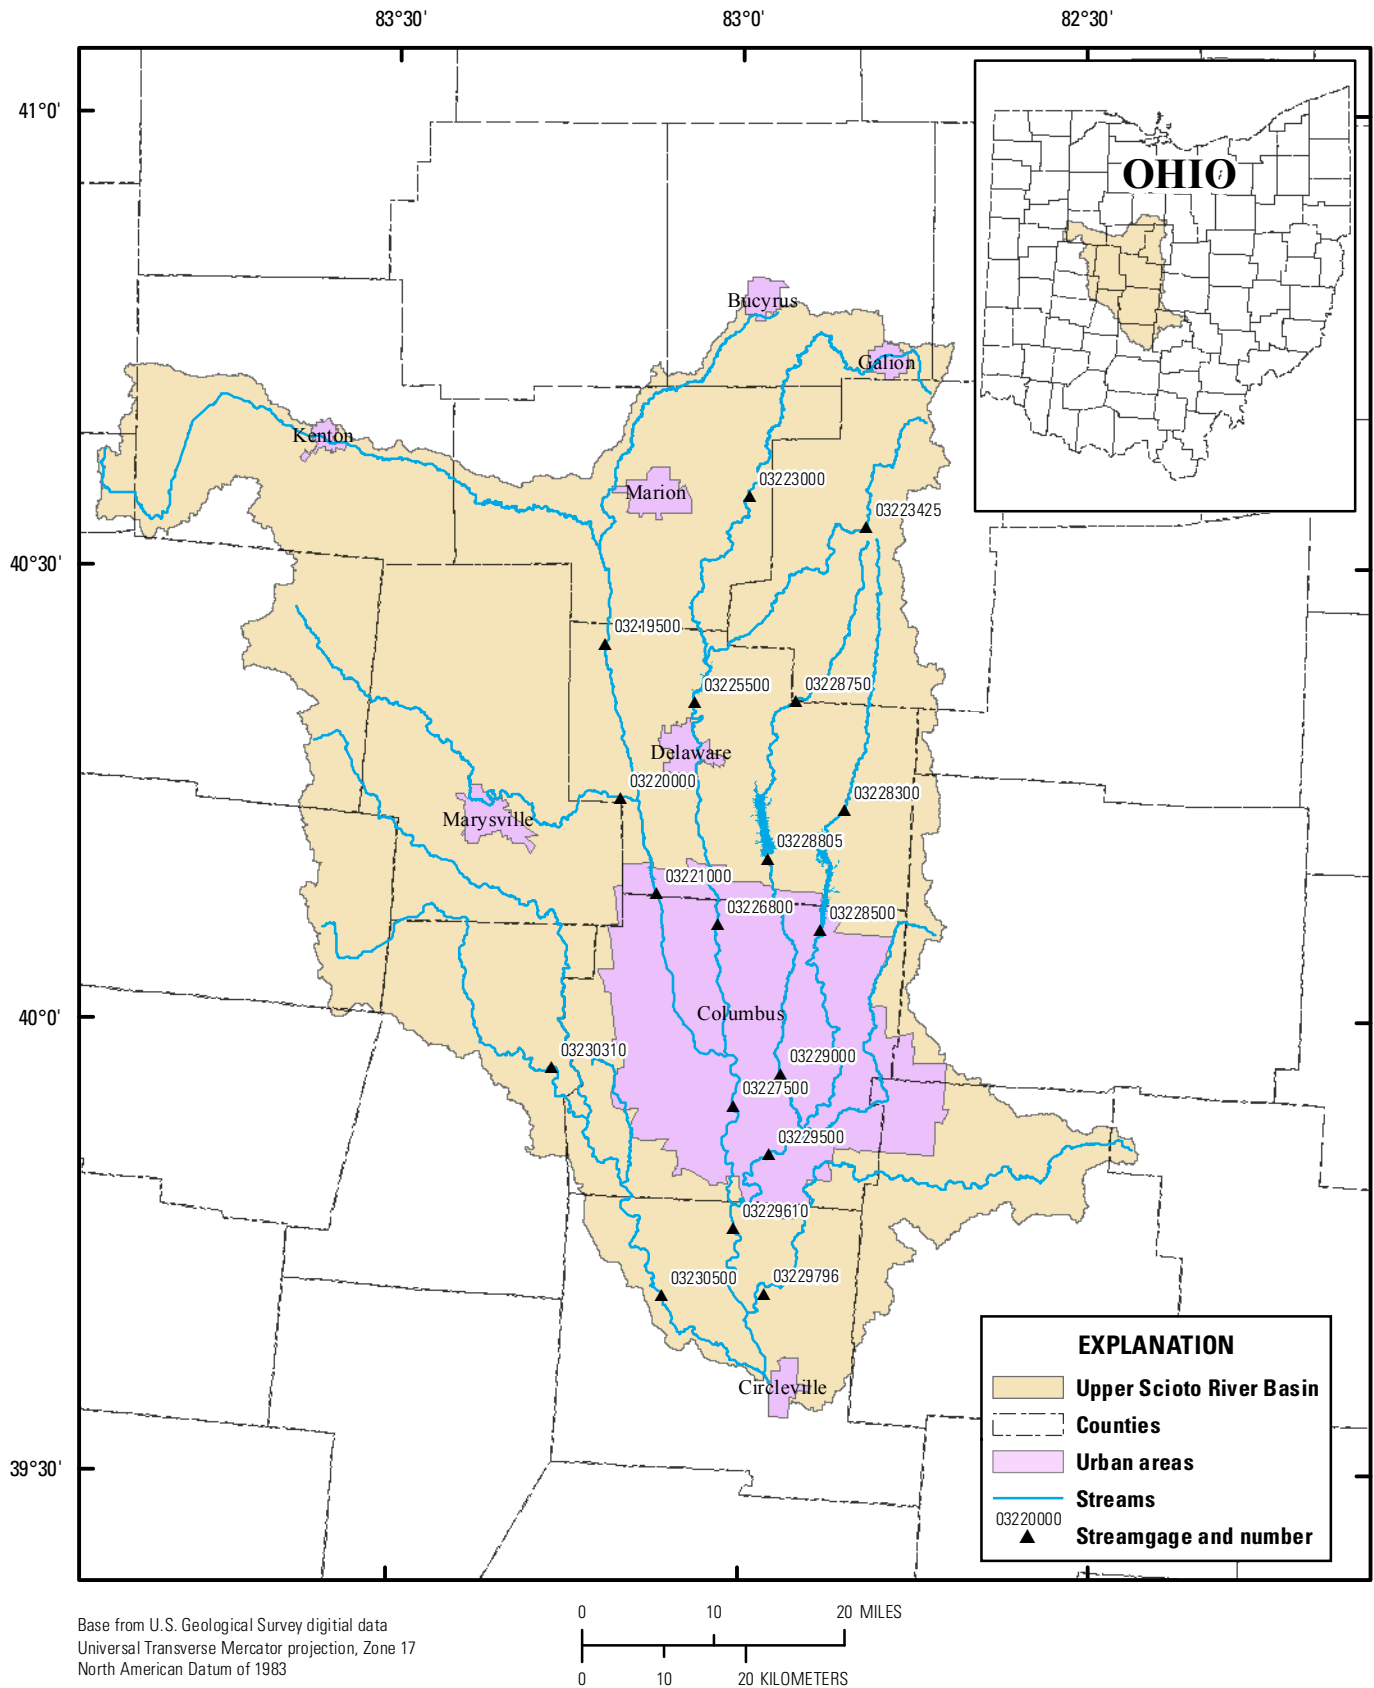 83°30' 83°0' 82°30'
41°0'
OHIO
Bucyrus
Galion
Kenton
Marion
03223000
03223425
40°30'
03219500
03225500
03228750
Delaware
03220000
03228300
Marysville
03228805
03221000
03226800
03228500
Columbus
40°0'
03230310
03229000
03227500
03229500
03229610
03230500
03229796
Circleville
39°30'
EXPLANATION
Upper Scioto River Basin
Counties
Urban areas
Streams
03220000
Streamgage and number
Base from U.S. Geological Survey digitial data
Universal Transverse Mercator projection, Zone 17
North American Datum of 1983
0 10 20 MILES
0 10 20 KILOMETERS